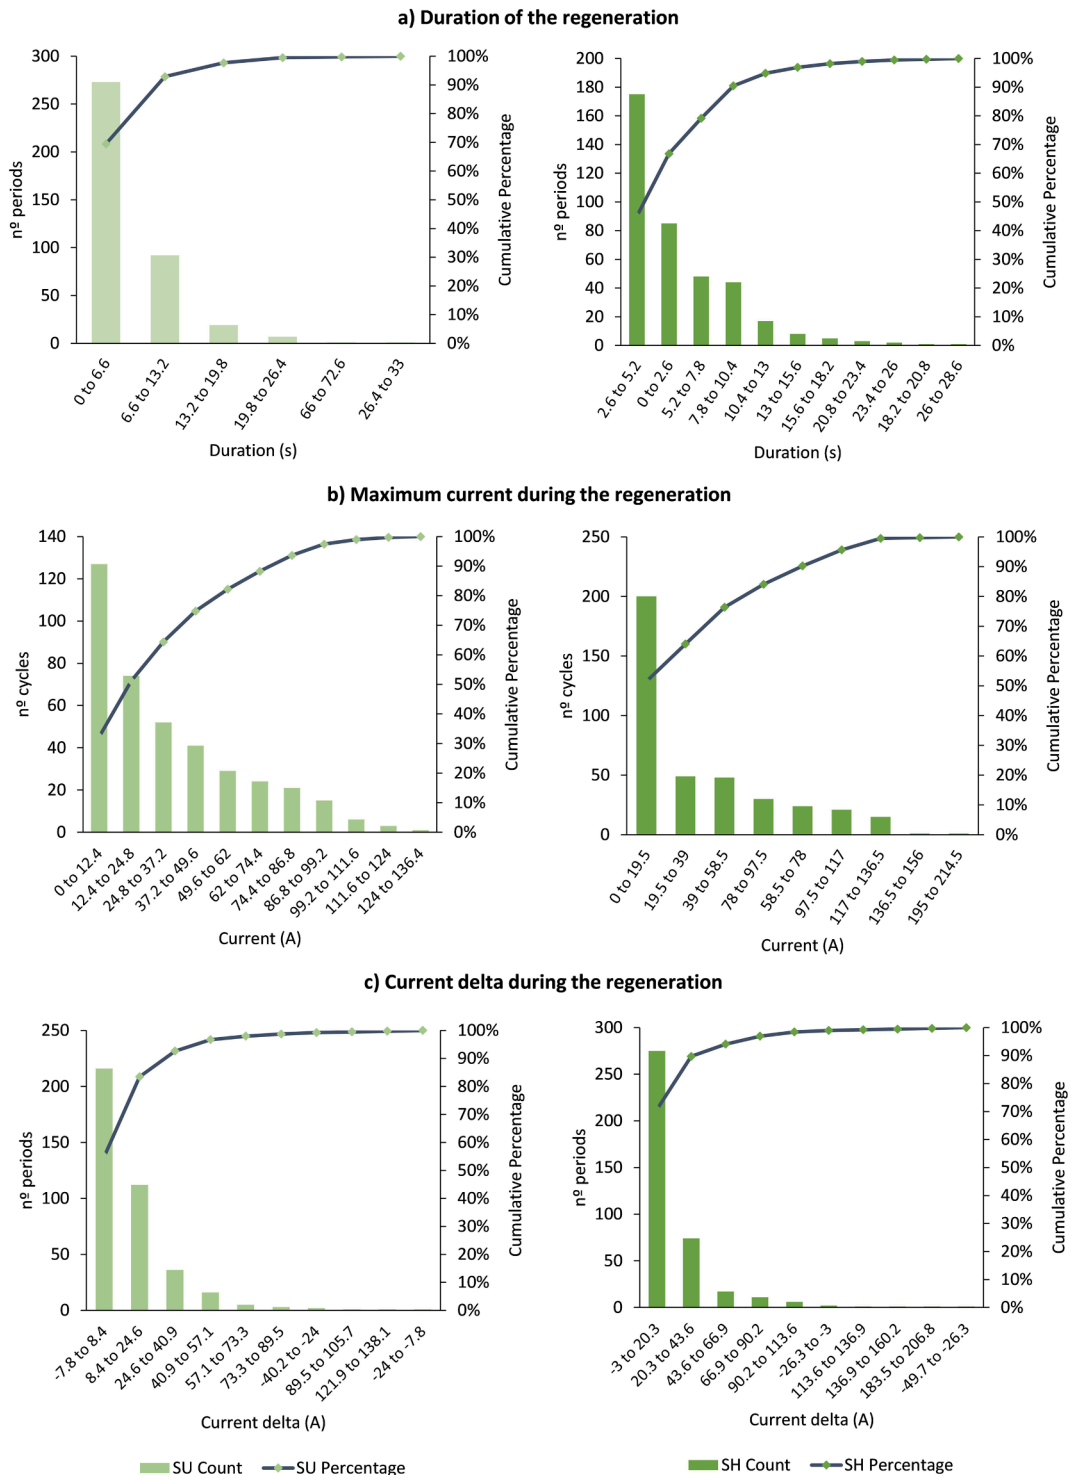 a) Duration of the regeneration
300
250
200
150
100
50
0
nº periods
100%
90%
80%
70%
60%
50%
40%
30%
20%
10%
0%
Cumulative Percentage
0 to 6.6
6.6 to 13.2
13.2 to 19.8
19.8 to 26.4
66 to 72.6
26.4 to 33
Duration (s)
200
180
160
140
120
100
80
60
40
20
0
nº periods
100%
90%
80%
70%
60%
50%
40%
30%
20%
10%
0%
Cumulative Percentage
2.6 to 5.2
0 to 2.6
5.2 to 7.8
7.8 to 10.4
10.4 to 13
13 to 15.6
15.6 to 18.2
20.8 to 23.4
23.4 to 26
18.2 to 20.8
26 to 28.6
Duration (s)
b) Maximum current during the regeneration
140
120
100
80
60
40
20
0
nº cycles
100%
90%
80%
70%
60%
50%
40%
30%
20%
10%
0%
Cumulative Percentage
0 to 12.4
12.4 to 24.8
24.8 to 37.2
37.2 to 49.6
49.6 to 62
62 to 74.4
74.4 to 86.8
86.8 to 99.2
99.2 to 111.6
111.6 to 124
124 to 136.4
Current (A)
250
200
150
100
50
0
nº cycles
100%
90%
80%
70%
60%
50%
40%
30%
20%
10%
0%
Cumulative Percentage
0 to 19.5
19.5 to 39
39 to 58.5
78 to 97.5
58.5 to 78
97.5 to 117
117 to 136.5
136.5 to 156
195 to 214.5
Current (A)
c) Current delta during the regeneration
250
200
150
100
50
0
nº periods
100%
90%
80%
70%
60%
50%
40%
30%
20%
10%
0%
Cumulative Percentage
-7.8 to 8.4
8.4 to 24.6
24.6 to 40.9
40.9 to 57.1
57.1 to 73.3
73.3 to 89.5
-40.2 to -24
89.5 to 105.7
121.9 to 138.1
-24 to -7.8
Current delta (A)
300
250
200
150
100
50
0
nº periods
100%
90%
80%
70%
60%
50%
40%
30%
20%
10%
0%
Cumulative Percentage
-3 to 20.3
20.3 to 43.6
43.6 to 66.9
66.9 to 90.2
90.2 to 113.6
-26.3 to -3
113.6 to 136.9
136.9 to 160.2
183.5 to 206.8
-49.7 to -26.3
Current delta (A)
SU Count SU Percentage
SH Count SH Percentage